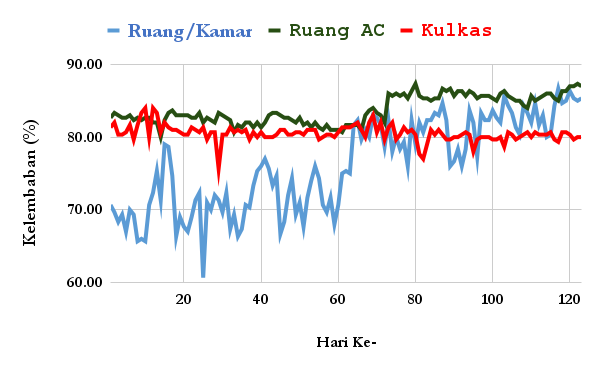 Ruang/Kamar Ruang AC Kulkas
90.00
80.00
70.00
60.00
Kelembaban (%)
20 40 60 80 100 120
Hari Ke-